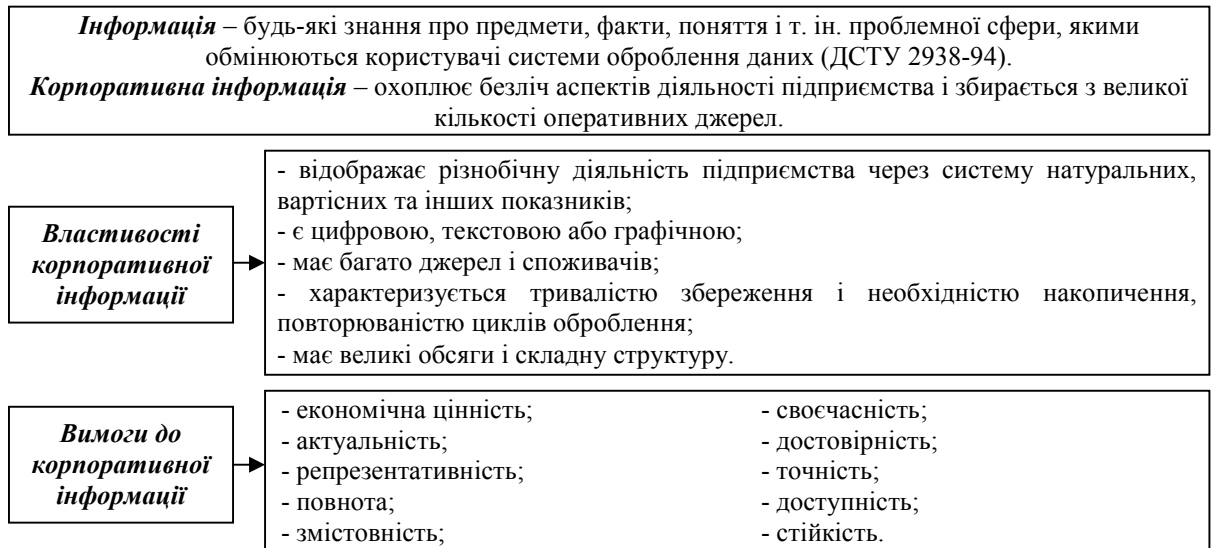 Інформація – будь-які знання про предмети, факти, поняття і т. ін. проблемної сфери, якими
обмінюються користувачі системи оброблення даних (ДСТУ 2938-94).
Корпоративна інформація – охоплює безліч аспектів діяльності підприємства і збирається з великої
кількості оперативних джерел.
Властивості
корпоративної
інформації
- відображає різнобічну діяльність підприємства через систему натуральних,
вартісних та інших показників;
- є цифровою, текстовою або графічною;
- має багато джерел і споживачів;
- характеризується тривалістю збереження і необхідністю накопичення,
повторюваністю циклів оброблення;
- має великі обсяги і складну структуру.
Вимоги до
корпоративної
інформації
- економічна цінність;
- актуальність;
- репрезентативність;
- повнота;
- змістовність;
- своєчасність;
- достовірність;
- точність;
- доступність;
- стійкість.